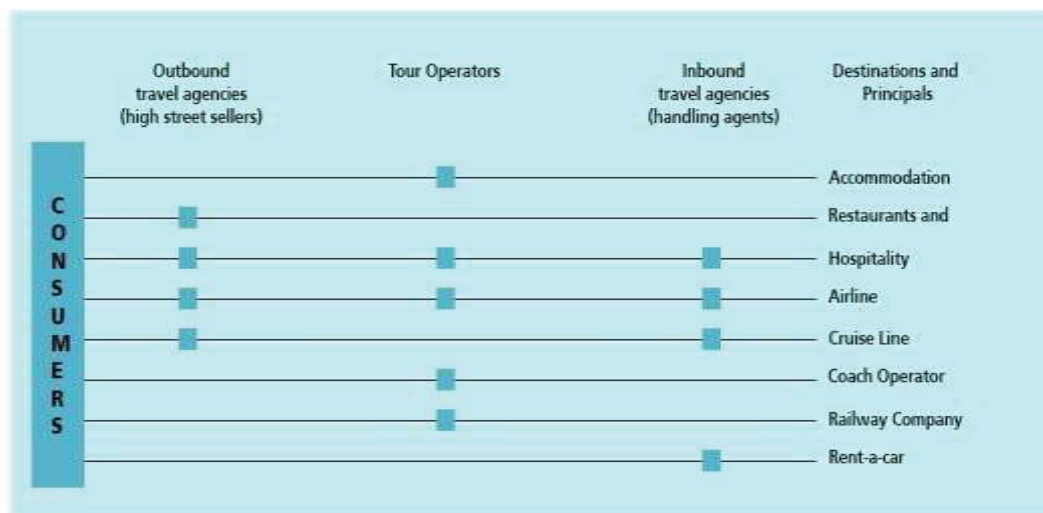 Outbound
travel agencies
(high street sellers)
Tour Operators
Inbound
travel agencies
(handling agents)
Destinations and
Principals
CONSUMERS
Accommodation
Restaurants and
Hospitality
Airline
Cruise Line
Coach Operator
Railway Company
Rent-a-car